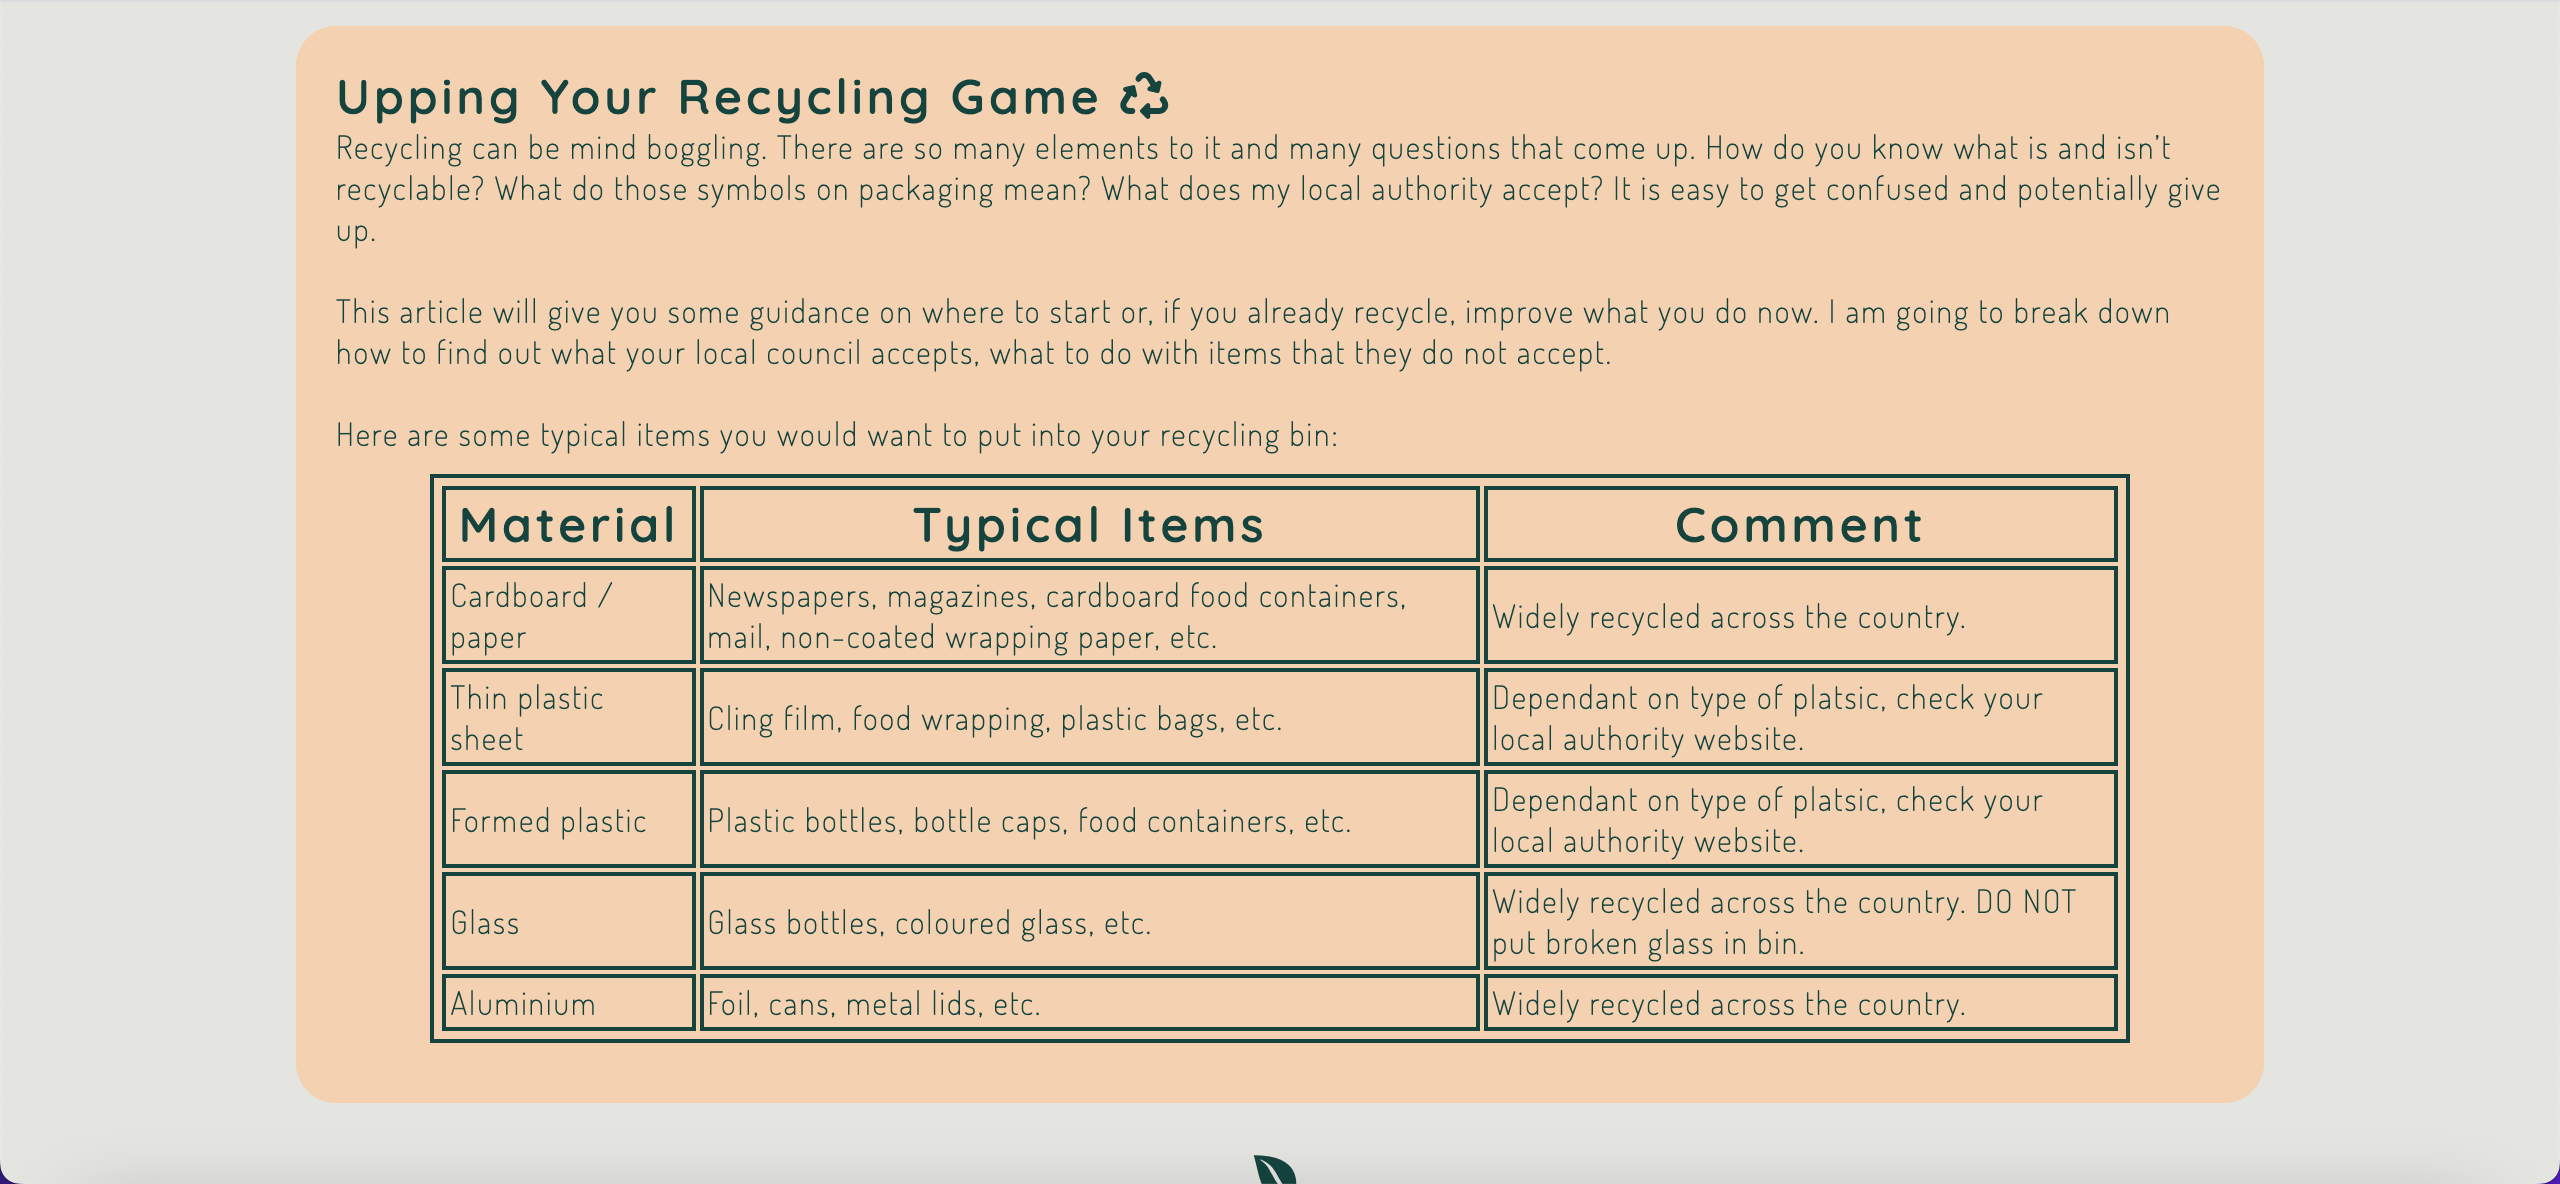 Upping Your Recycling Game
Recycling can be mind boggling. There are so many elements to it and many questions that come up. How do you know what is and isn't
recyclable? What do those symbols on packaging mean? What does my local authority accept? It is easy to get confused and potentially give
up.
This article will give you some guidance on where to start or, if you already recycle, improve what you do now. I am going to break down
how to find out what your local council accepts, what to do with items that they do not accept.
Here are some typical items you would want to put into your recycling bin:
Material Typical Items Comment
Cardboard /
paper
Newspapers, magazines, cardboard food containers,
mail, non-coated wrapping paper, etc.
Widely recycled across the country.
Thin plastic
sheet
Cling film, food wrapping, plastic bags, etc.
Dependant on type of platsic, check your
local authority website.
Formed plastic
Plastic bottles, bottle caps, food containers, etc.
Dependant on type of platsic, check your
local authority website.
Glass
Glass bottles, coloured glass, etc.
Widely recycled across the country. DO NOT
put broken glass in bin.
Aluminium
Foil, cans, metal lids, etc.
Widely recycled across the country.